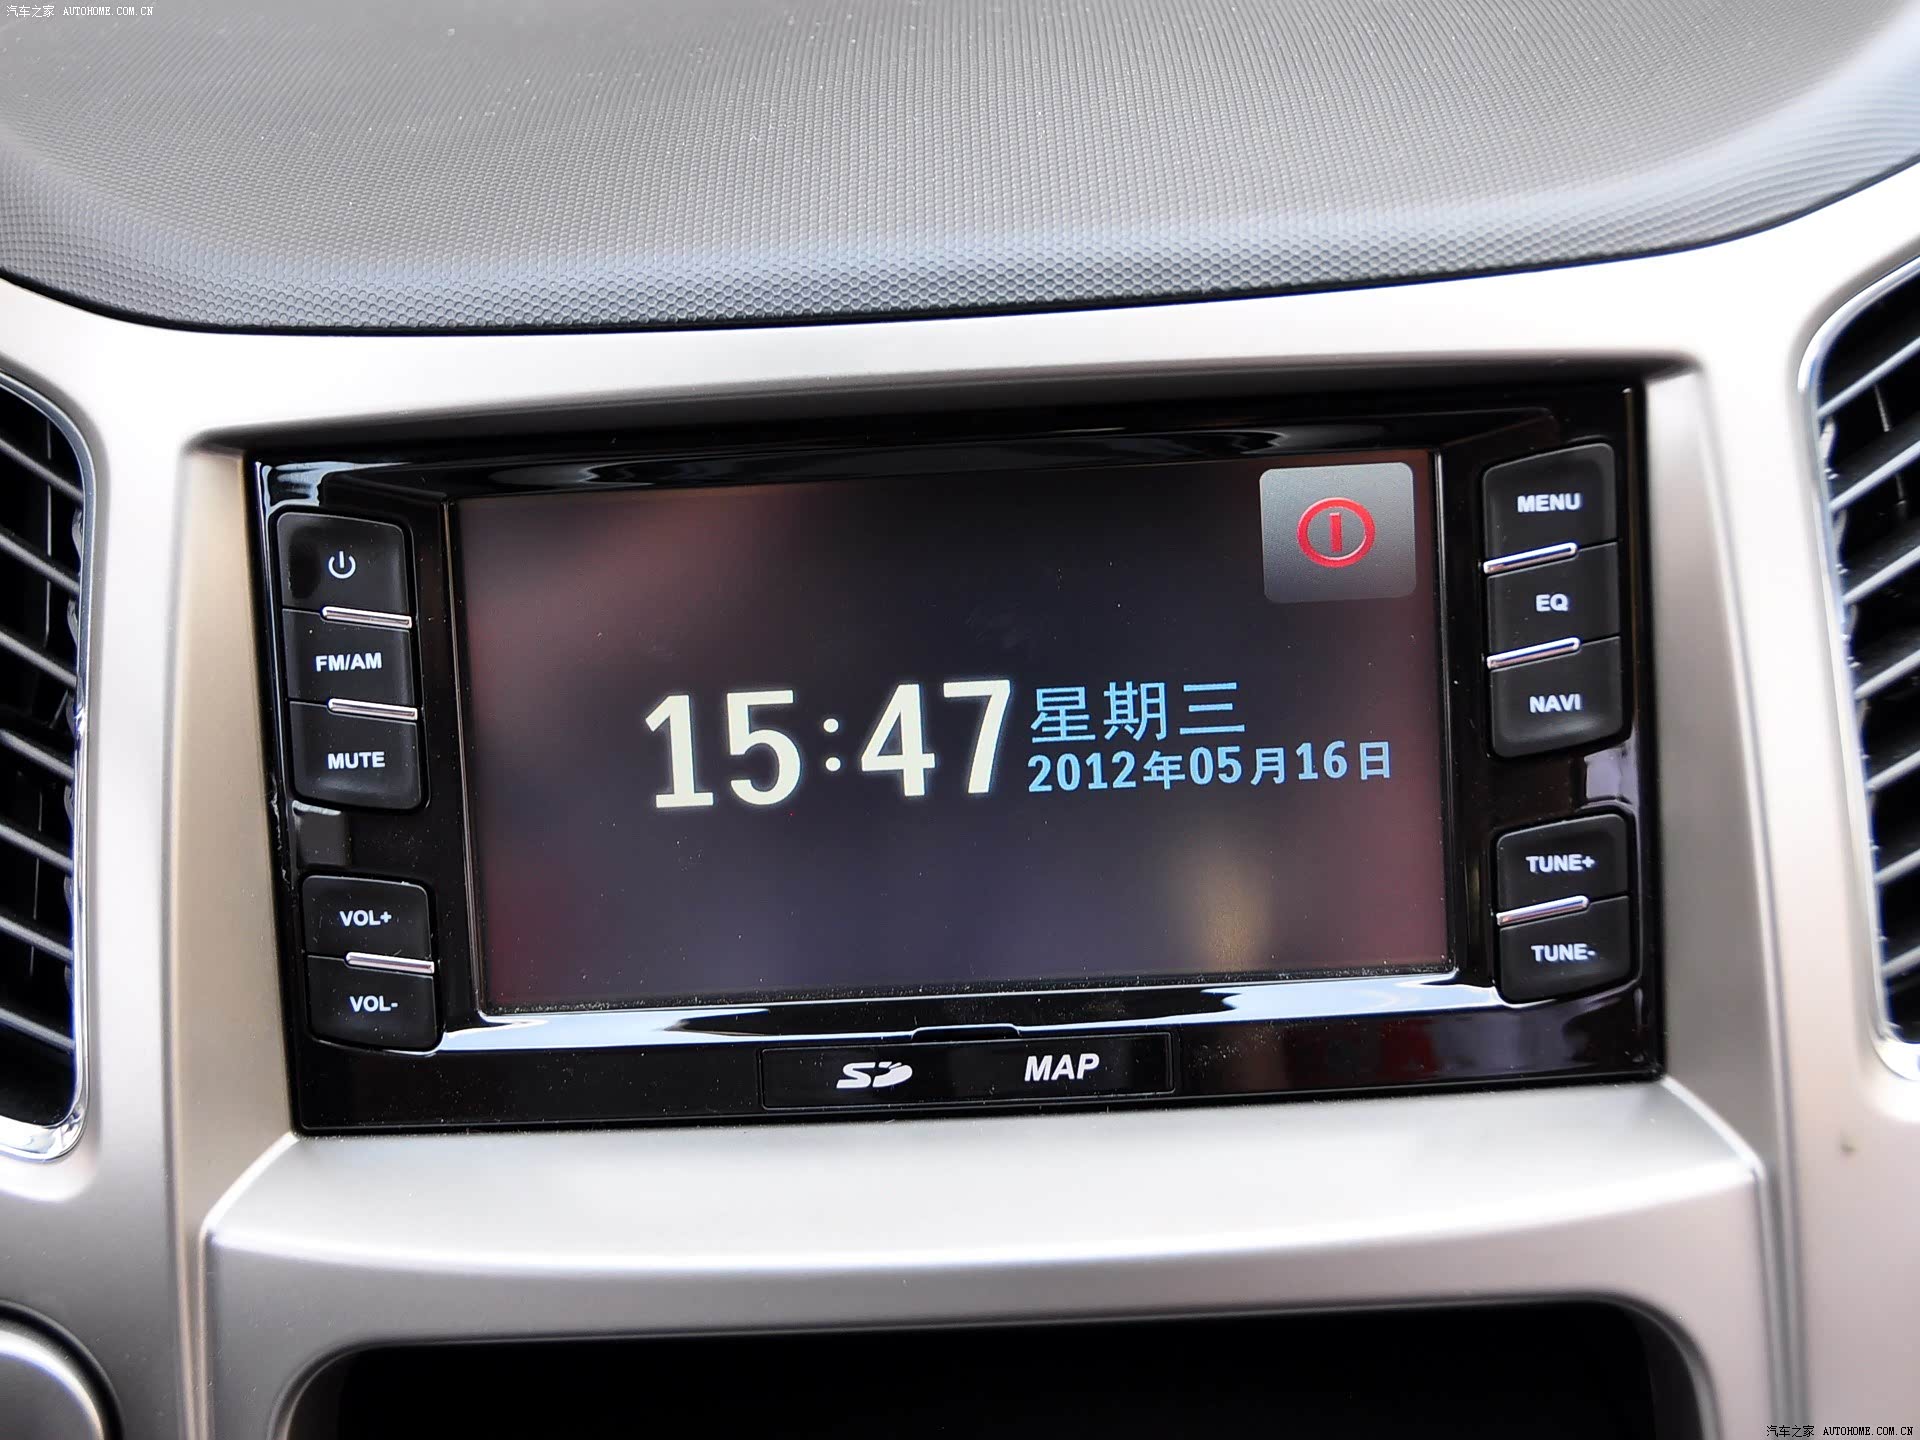 汽车之家 AUTOHOME.COM.CN
MENU
FM/AM
EQ
MUTE
NAVI
15:47 星期三
2012年05月16日
VOL+
TUNE+
VOL-
TUNE-
SD MAP
汽车之家 AUTOHOME.COM.CN